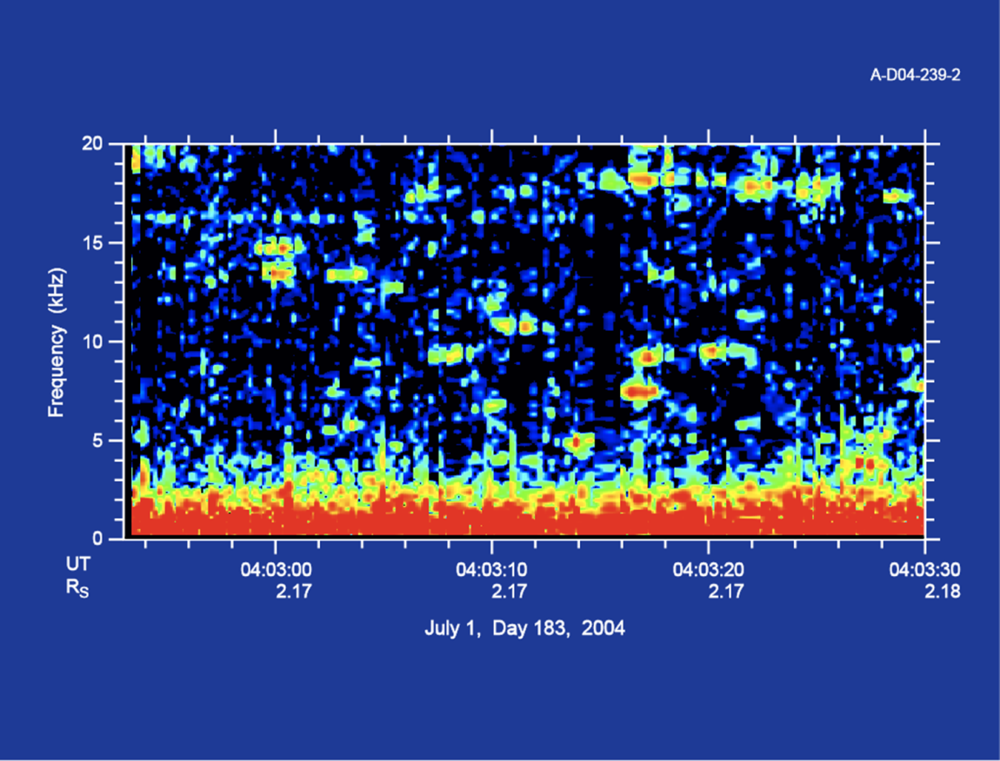 A-D04-239-2
20
15
10
5
0
Frequency (kHz)
UT 04:03:00 04:03:10 04:03:20 04:03:30
RS 2.17 2.17 2.17 2.18
July 1, Day 183, 2004